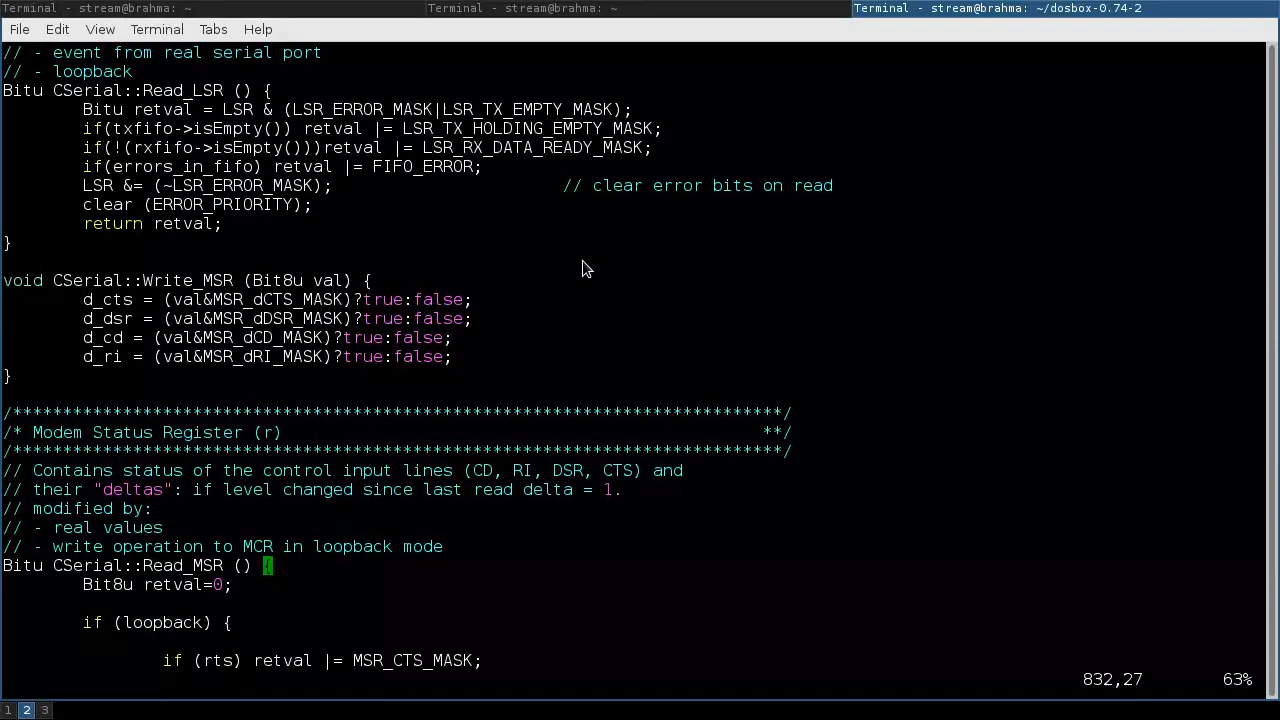 Terminal - stream@brahma: ~
Terminal - stream@brahma: ~
Terminal - stream@brahma: ~/dosbox-0.74-2
File Edit View Terminal Tabs Help
// - event from real serial port
// - loopback
Bitu CSerial::Read_LSR () {
        Bitu retval = LSR & (LSR_ERROR_MASK|LSR_TX_EMPTY_MASK);
        if(txfifo->isEmpty()) retval |= LSR_TX_HOLDING_EMPTY_MASK;
        if(!(rxfifo->isEmpty()))retval |= LSR_RX_DATA_READY_MASK;
        if(errors_in_fifo) retval |= FIFO_ERROR;
        LSR &= (~LSR_ERROR_MASK);                       // clear error bits on read
        clear (ERROR_PRIORITY);
        return retval;
}
void CSerial::Write_MSR (Bit8u val) {
        d_cts = (val&MSR_dCTS_MASK)?true:false;
        d_dsr = (val&MSR_dDSR_MASK)?true:false;
        d_cd = (val&MSR_dCD_MASK)?true:false;
        d_ri = (val&MSR_dRI_MASK)?true:false;
}
/*****************************************************************************/
/* Modem Status Register (r)                                                **/
/*****************************************************************************/
// Contains status of the control input lines (CD, RI, DSR, CTS) and
// their "deltas": if level changed since last read delta = 1.
// modified by:
// - real values
// - write operation to MCR in loopback mode
Bitu CSerial::Read_MSR () {
        Bit8u retval=0;
        if (loopback) {
                if (rts) retval |= MSR_CTS_MASK;
832,27        63%
1 2 3